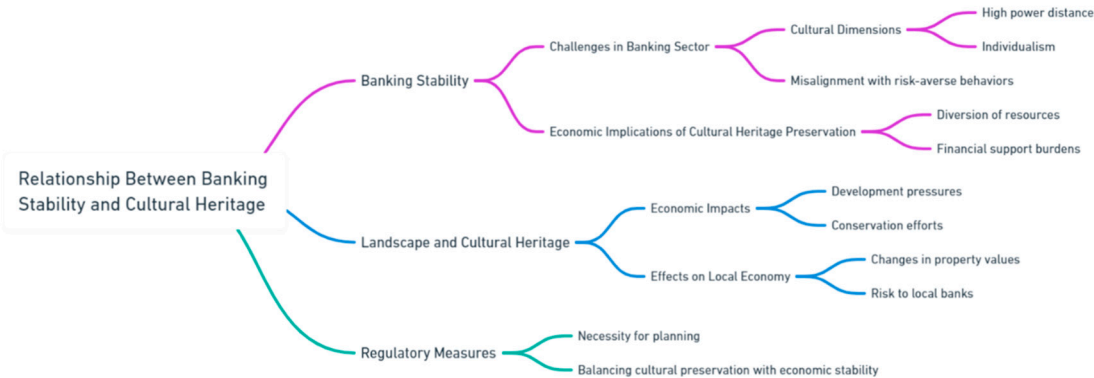 Relationship Between Banking
Stability and Cultural Heritage
Banking Stability
Challenges in Banking Sector
Cultural Dimensions
High power distance
Individualism
Misalignment with risk-averse behaviors
Economic Implications of Cultural Heritage Preservation
Diversion of resources
Financial support burdens
Landscape and Cultural Heritage
Economic Impacts
Development pressures
Conservation efforts
Effects on Local Economy
Changes in property values
Risk to local banks
Regulatory Measures
Necessity for planning
Balancing cultural preservation with economic stability